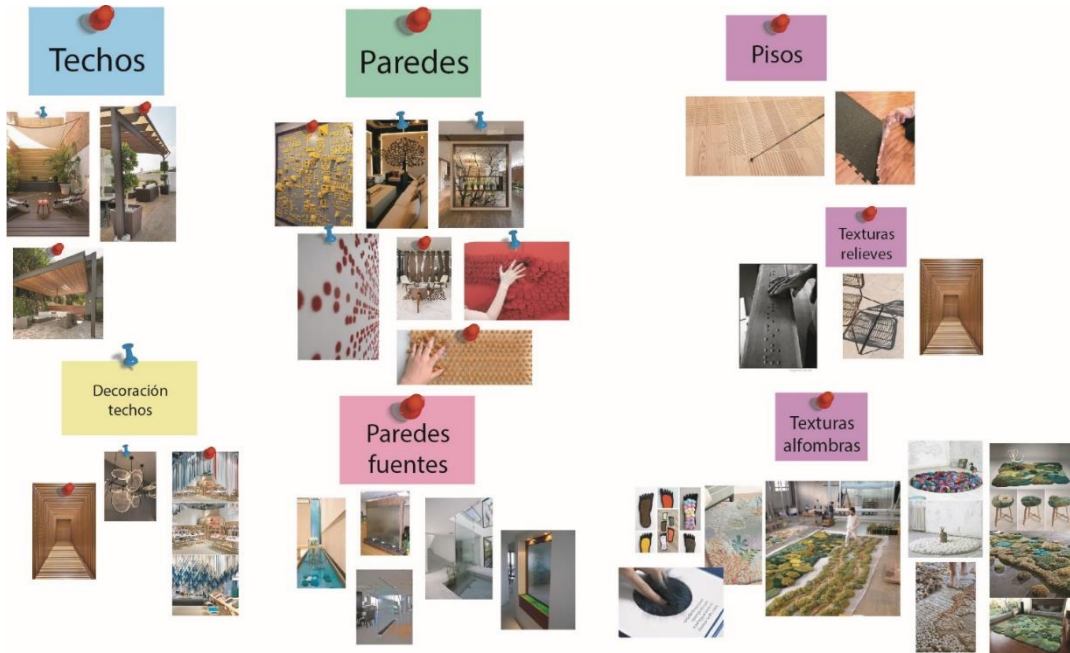 Techos
Paredes
Pisos
Texturas
relieves
Decoración
techos
Paredes
fuentes
Texturas
alfombras